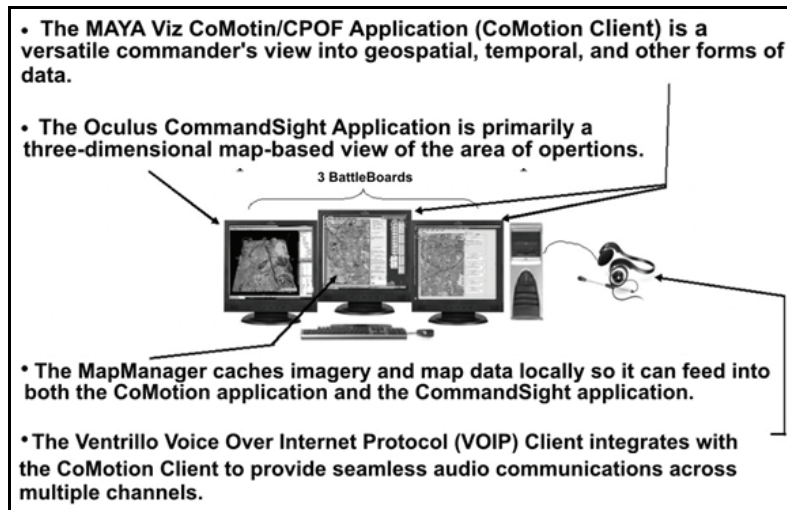 • The MAYA Viz CoMotin/CPOF Application (CoMotion Client) is a
versatile commander's view into geospatial, temporal, and other forms of
data.
• The Oculus CommandSight Application is primarily a
three-dimensional map-based view of the area of opertions.
3 BattleBoards
• The MapManager caches imagery and map data locally so it can feed into
both the CoMotion application and the CommandSight application.
• The Ventrillo Voice Over Internet Protocol (VOIP) Client integrates with
the CoMotion Client to provide seamless audio communications across
multiple channels.